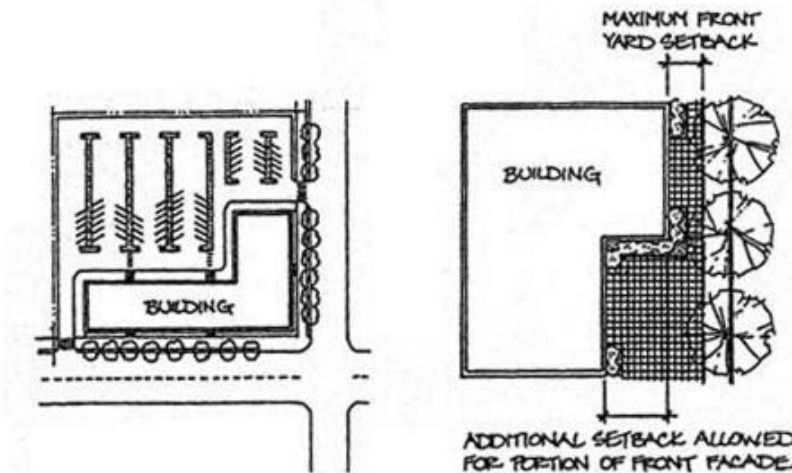 MAXIMUM FRONT
YARD SETBACK
BUILDING
BUILDING
ADDITIONAL SETBACK ALLOWED
FOR PORTION OF FRONT FACADE